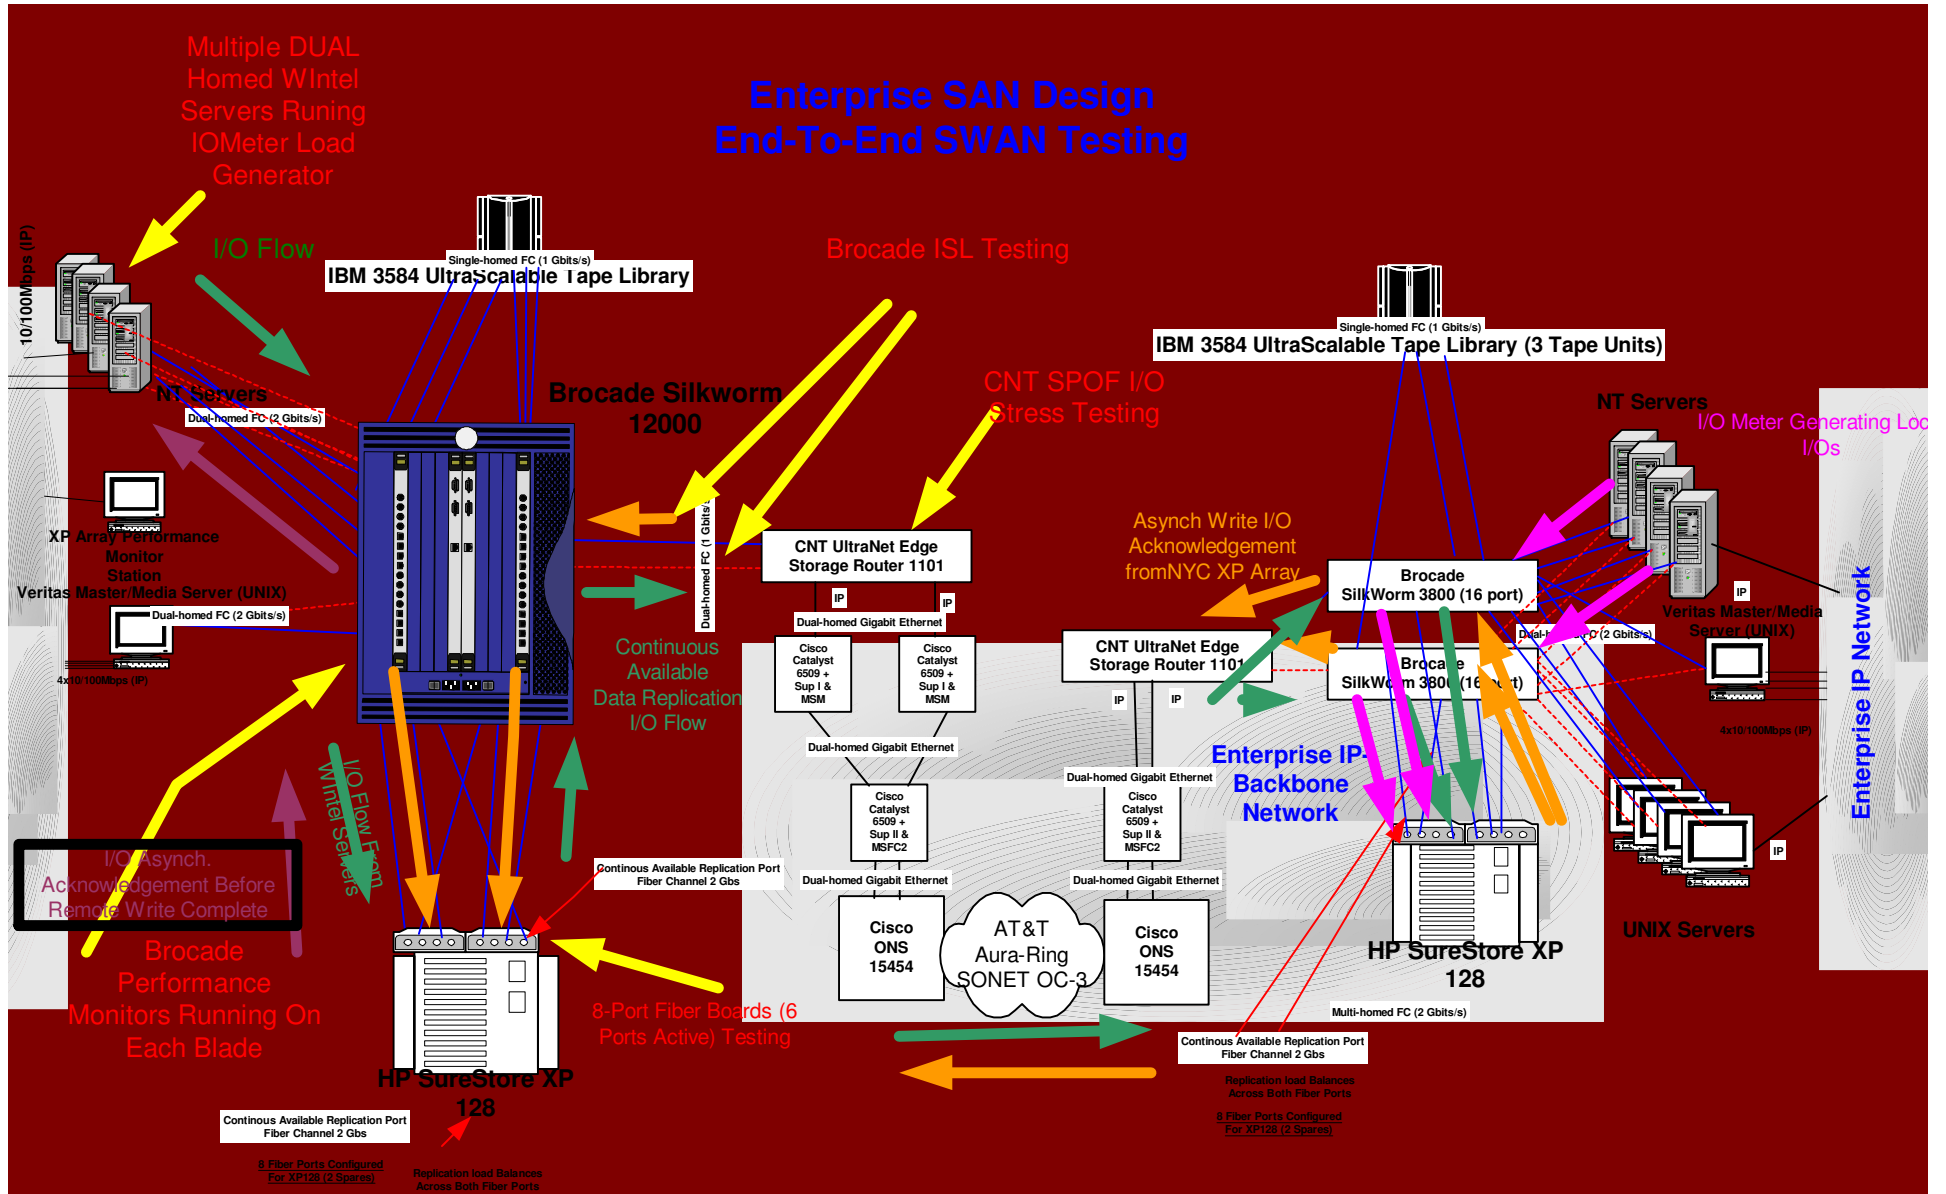 Enterprise SAN Design
End-To-End SWAN Testing
Multiple DUAL
Homed WIntel
Servers Runing
IOMeter Load
Generator
I/O Flow
10/100Mbps (IP)
NT Servers
Dual-homed FC (2 Gbits/s)
Single-homed FC (1 Gbits/s)
IBM 3584 UltraScalable Tape Library
Brocade ISL Testing
Brocade Silkworm
12000
XP Array Performance
Monitor
Station
Veritas Master/Media Server (UNIX)
Dual-homed FC (2 Gbits/s)
4x10/100Mbps (IP)
I/O Flow From
WIntel Servers
I/O Asynch.
Acknowledgement Before
Remote Write Complete
Brocade
Performance
Monitors Running On
Each Blade
HP SureStore XP
128
Continous Available Replication Port
Fiber Channel 2 Gbs
8 Fiber Ports Configured
For XP128 (2 Spares)
Replication load Balances
Across Both Fiber Ports
Continous Available Replication Port
Fiber Channel 2 Gbs
8-Port Fiber Boards (6
Ports Active) Testing
Continuous
Available
Data Replication
I/O Flow
Dual-homed FC (1 Gbits/s)
CNT SPOF I/O
Stress Testing
CNT UltraNet Edge
Storage Router 1101
IP
IP
Dual-homed Gigabit Ethernet
Cisco
Catalyst
6509 +
Sup I &
MSM
Cisco
Catalyst
6509 +
Sup I &
MSM
Dual-homed Gigabit Ethernet
Cisco
Catalyst
6509 +
Sup II &
MSFC2
Dual-homed Gigabit Ethernet
Cisco
ONS
15454
AT&T
Aura-Ring
SONET OC-3
Cisco
ONS
15454
Dual-homed Gigabit Ethernet
Cisco
Catalyst
6509 +
Sup II &
MSFC2
Dual-homed Gigabit Ethernet
IP
IP
CNT UltraNet Edge
Storage Router 1101
Enterprise IP-
Backbone
Network
Asynch Write I/O
Acknowledgement
fromNYC XP Array
Single-homed FC (1 Gbits/s)
IBM 3584 UltraScalable Tape Library (3 Tape Units)
Brocade
SilkWorm 3800 (16 port)
Brocade
SilkWorm 3800 (16 port)
NT Servers
I/O Meter Generating Loc
I/Os
IP
Veritas Master/Media
Server (UNIX)
Dual-homed FC (2 Gbits/s)
4x10/100Mbps (IP)
Enterprise IP Network
IP
UNIX Servers
HP SureStore XP
128
Multi-homed FC (2 Gbits/s)
Continous Available Replication Port
Fiber Channel 2 Gbs
Replication load Balances
Across Both Fiber Ports
8 Fiber Ports Configured
For XP128 (2 Spares)